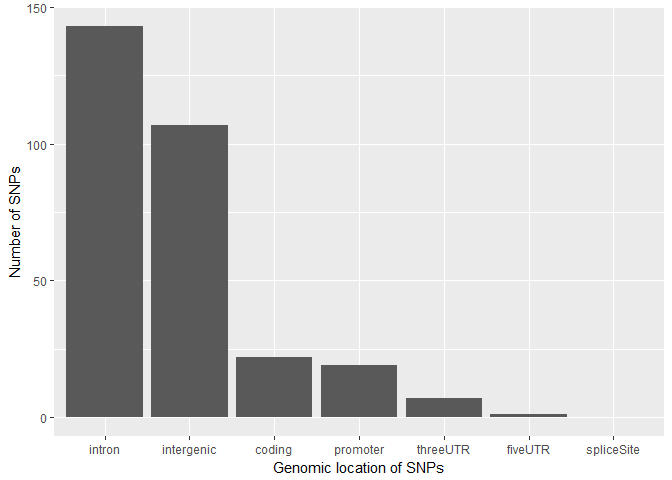 150
100
50
0
Number of SNPs
intron intergenic coding promoter threeUTR fiveUTR spliceSite
Genomic location of SNPs